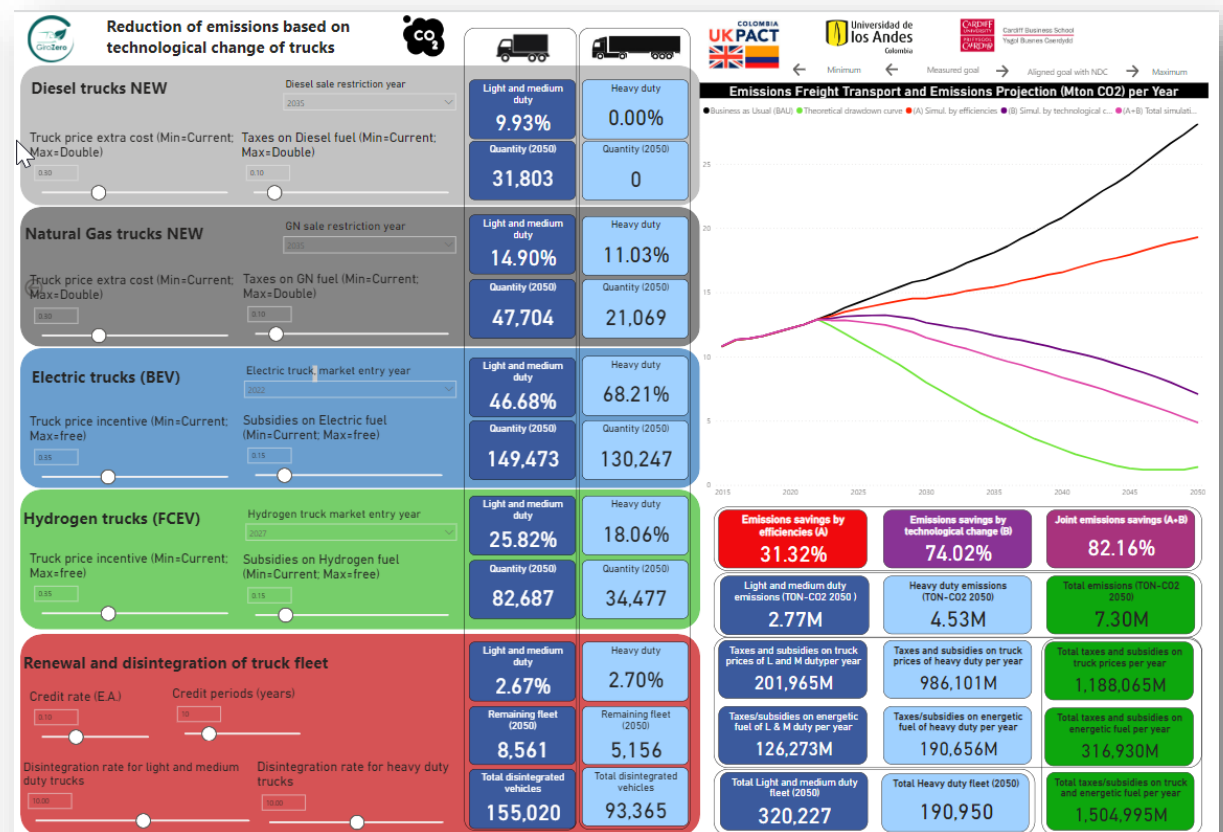 GiroZero
Reduction of emissions based on
technological change of trucks
CO2
COLOMBIA
UK PACT
Universidad de
los Andes
Colombia
CARDIFF
UNIVERSITY
PRIFYSGOL
CAERDYDD
Cardiff Business School
Ysgol Busnes Caerdydd
Minimum
Measured goal
Aligned goal with NDC
Maximum
Diesel trucks NEW
Diesel sale restriction year
2035
Truck price extra cost (Min=Current;
Max=Double)
0.30
Taxes on Diesel fuel (Min=Current;
Max=Double)
0.10
Light and medium
duty
9.93%
Quantity (2050)
31,803
Heavy duty
0.00%
Quantity (2050)
0
Natural Gas trucks NEW
GN sale restriction year
2035
Truck price extra cost (Min=Current;
Max=Double)
0.30
Taxes on GN fuel (Min=Current;
Max=Double)
0.10
Light and medium
duty
14.90%
Quantity (2050)
47,704
Heavy duty
11.03%
Quantity (2050)
21,069
Electric trucks (BEV)
Electric truck market entry year
2022
Truck price incentive (Min=Current;
Max=free)
0.35
Subsidies on Electric fuel
(Min=Current; Max=free)
0.15
Light and medium
duty
46.68%
Quantity (2050)
149,473
Heavy duty
68.21%
Quantity (2050)
130,247
Hydrogen trucks (FCEV)
Hydrogen truck market entry year
2027
Truck price incentive (Min=Current;
Max=free)
0.35
Subsidies on Hydrogen fuel
(Min=Current; Max=free)
0.15
Light and medium
duty
25.82%
Quantity (2050)
82,687
Heavy duty
18.06%
Quantity (2050)
34,477
Renewal and disintegration of truck fleet
Credit rate (E.A.)
0.10
Credit periods (years)
10
Disintegration rate for light and medium
duty trucks
10.00
Disintegration rate for heavy duty
trucks
10.00
Light and medium
duty
2.67%
Remaining fleet
(2050)
8,561
Total disintegrated
vehicles
155,020
Heavy duty
2.70%
Remaining fleet
(2050)
5,156
Total disintegrated
vehicles
93,365
Emissions Freight Transport and Emissions Projection (Mton CO2) per Year
Business as Usual (BAU) Theoretical drawdown curve (A) Simul. by efficiencies (B) Simul. by technological c... (A+B) Total simulati...
25
20
15
10
5
0
2015 2020 2025 2030 2035 2040 2045 2050
Emissions savings by
efficiencies (A)
31.32%
Emissions savings by
technological change (B)
74.02%
Joint emissions savings (A+B)
82.16%
Light and medium duty
emissions (TON-CO2 2050 )
2.77M
Heavy duty emissions
(TON-CO2 2050)
4.53M
Total emissions (TON-CO2
2050)
7.30M
Taxes and subsidies on truck
prices of L and M dutyper year
201,965M
Taxes and subsidies on truck
prices of heavy duty per year
986,101M
Total taxes and subsidies on
truck prices per year
1,188,065M
Taxes/subsidies on energetic
fuel of L & M duty per year
126,273M
Taxes/subsidies on energetic
fuel of heavy duty per year
190,656M
Total taxes and subsidies on
energetic fuel per year
316,930M
Total Light and medium duty
fleet (2050)
320,227
Total Heavy duty fleet (2050)
190,950
Total taxes/subsidies on truck
and energetic fuel per year
1,504,995M